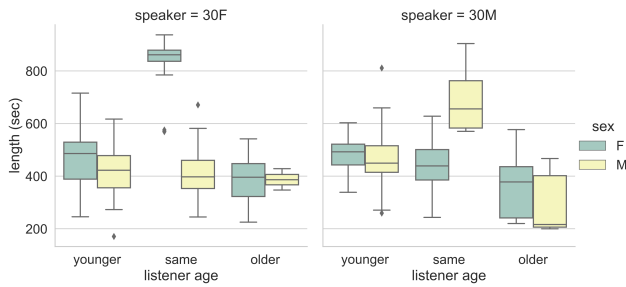 speaker = 30F
speaker = 30M
length (sec)
800
600
400
200
younger
same
older
younger
same
older
listener age
listener age
sex
F
M